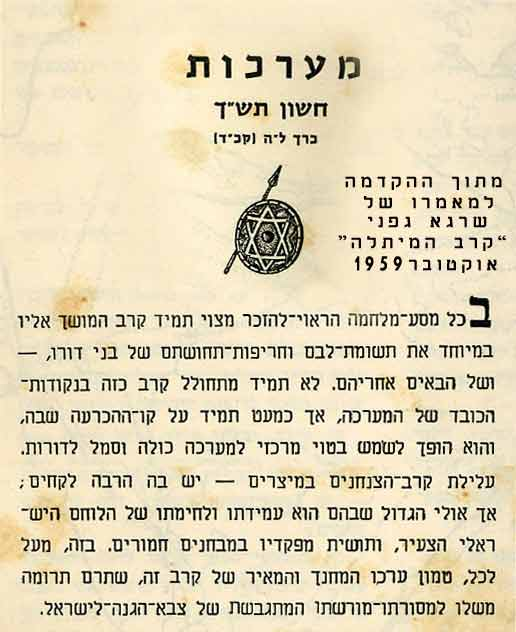 מערכות
חשון תש״ך
כרך ל״ה (קכ״ד)
מתוך ההקדמה
למאמרו של
שרגא גפני
“קרב המיתלה”
אוקטובר 1959
בכל מסע־מלחמה הראוי־להזכר מצוי תמיד קרב המושך אליו
במיוחד את תשומת־לבם וחריפות־תחושתם של בני דורו, —
ושל הבאים אחריהם. לא תמיד מתחולל קרב כזה בנקודות־
הכובד של המערכה, אך כמעט תמיד על קו־ההכרעה שבה,
והוא הופך לשמש בטוי מרכזי למערכה כולה וסמל לדורות.
עלילת קרב־הצנחנים במיצרים — יש בה הרבה לקחים;
אך אולי הגדול שבהם הוא עמידתו ולחימתו של הלוחם היש־
ראלי הצעיר, ותושית מפקדיו במבחנים חמורים. בזה, מעל
לכל, טמון ערכו המחנך והמאיר של קרב זה, שתרם תרומה
משלו למסורתו־מורשתו המתגבשת של צבא־הגנה־לישראל.